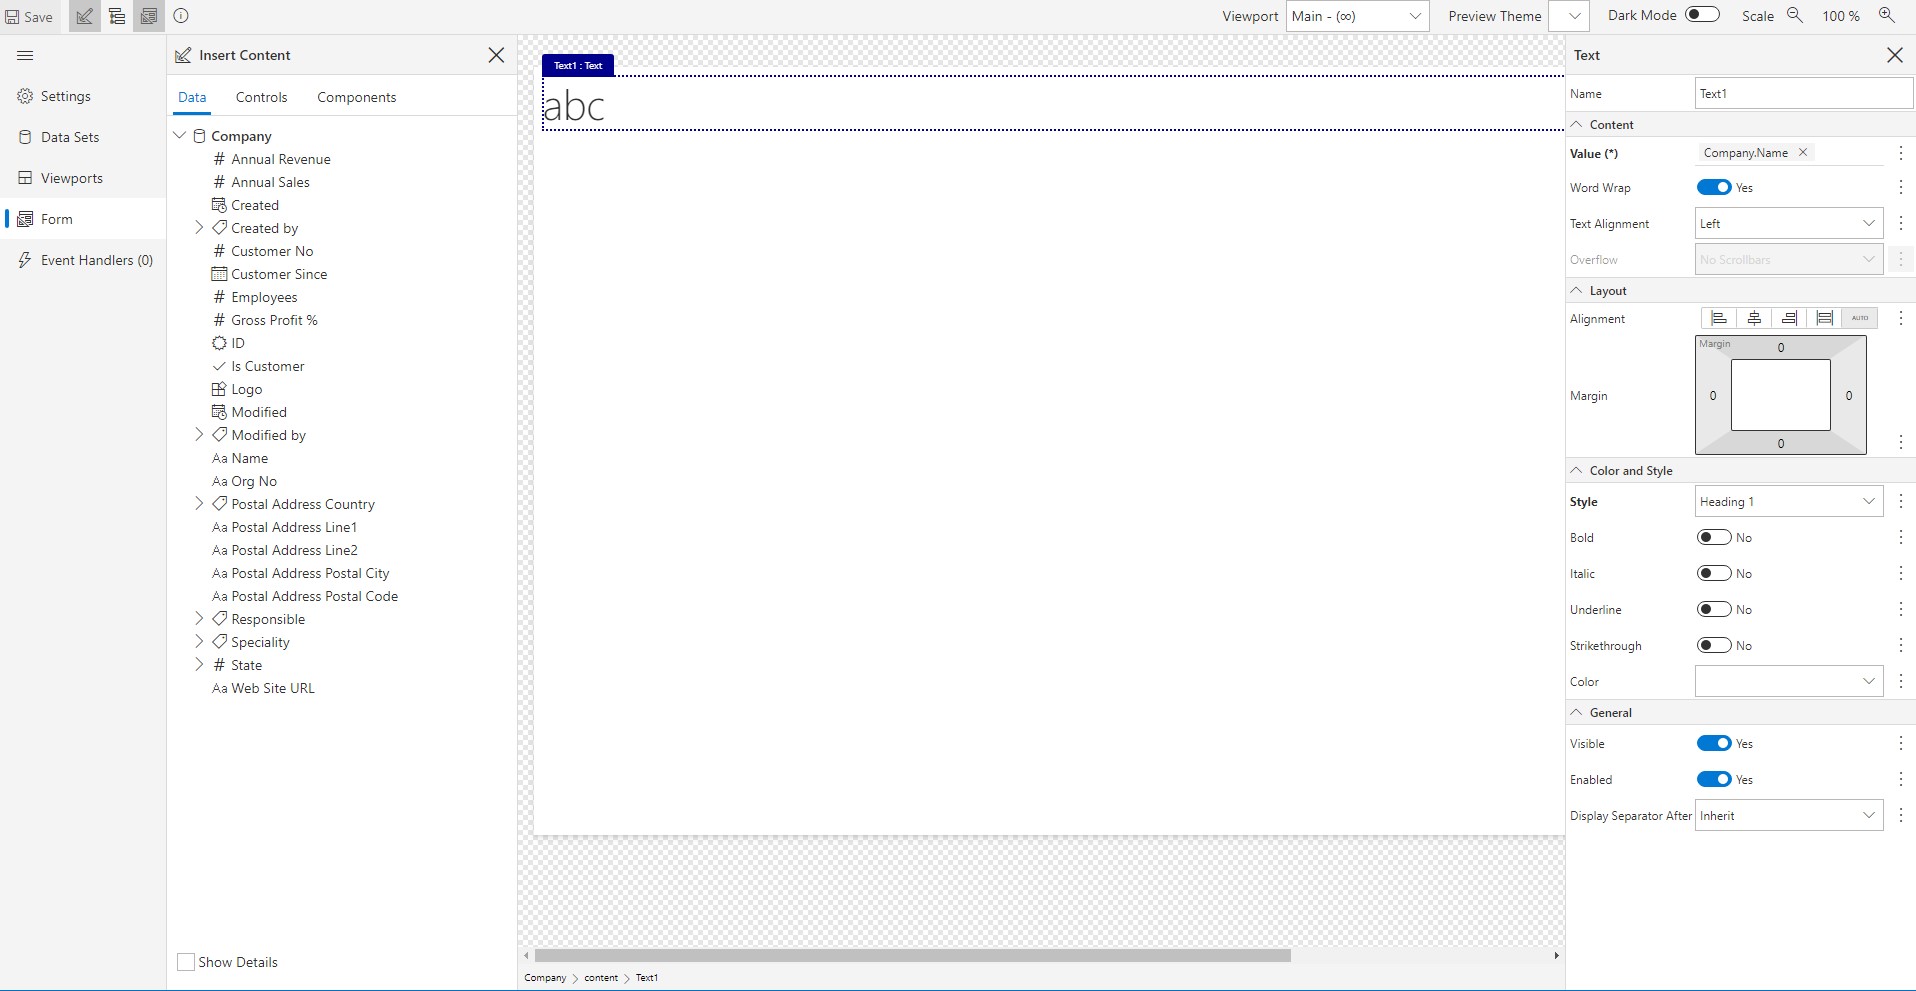 Save
Viewport Main - (∞) Preview Theme Dark Mode Scale 100 %
Settings
Data Sets
Viewports
Form
Event Handlers (0)
Insert Content
Data Controls Components
Company
# Annual Revenue
# Annual Sales
Created
Created by
# Customer No
Customer Since
# Employees
# Gross Profit %
ID
Is Customer
Logo
Modified
Modified by
Aa Name
Aa Org No
Postal Address Country
Aa Postal Address Line1
Aa Postal Address Line2
Aa Postal Address Postal City
Aa Postal Address Postal Code
Responsible
Speciality
# State
Aa Web Site URL
Show Details
Text1 : Text
abc
Company > content > Text1
Text
Name Text1
Content
Value (*) Company.Name
Word Wrap Yes
Text Alignment Left
Overflow No Scrollbars
Layout
Alignment AUTO
Margin
0
Margin 0 0
0
Color and Style
Style Heading 1
Bold No
Italic No
Underline No
Strikethrough No
Color
General
Visible Yes
Enabled Yes
Display Separator After Inherit